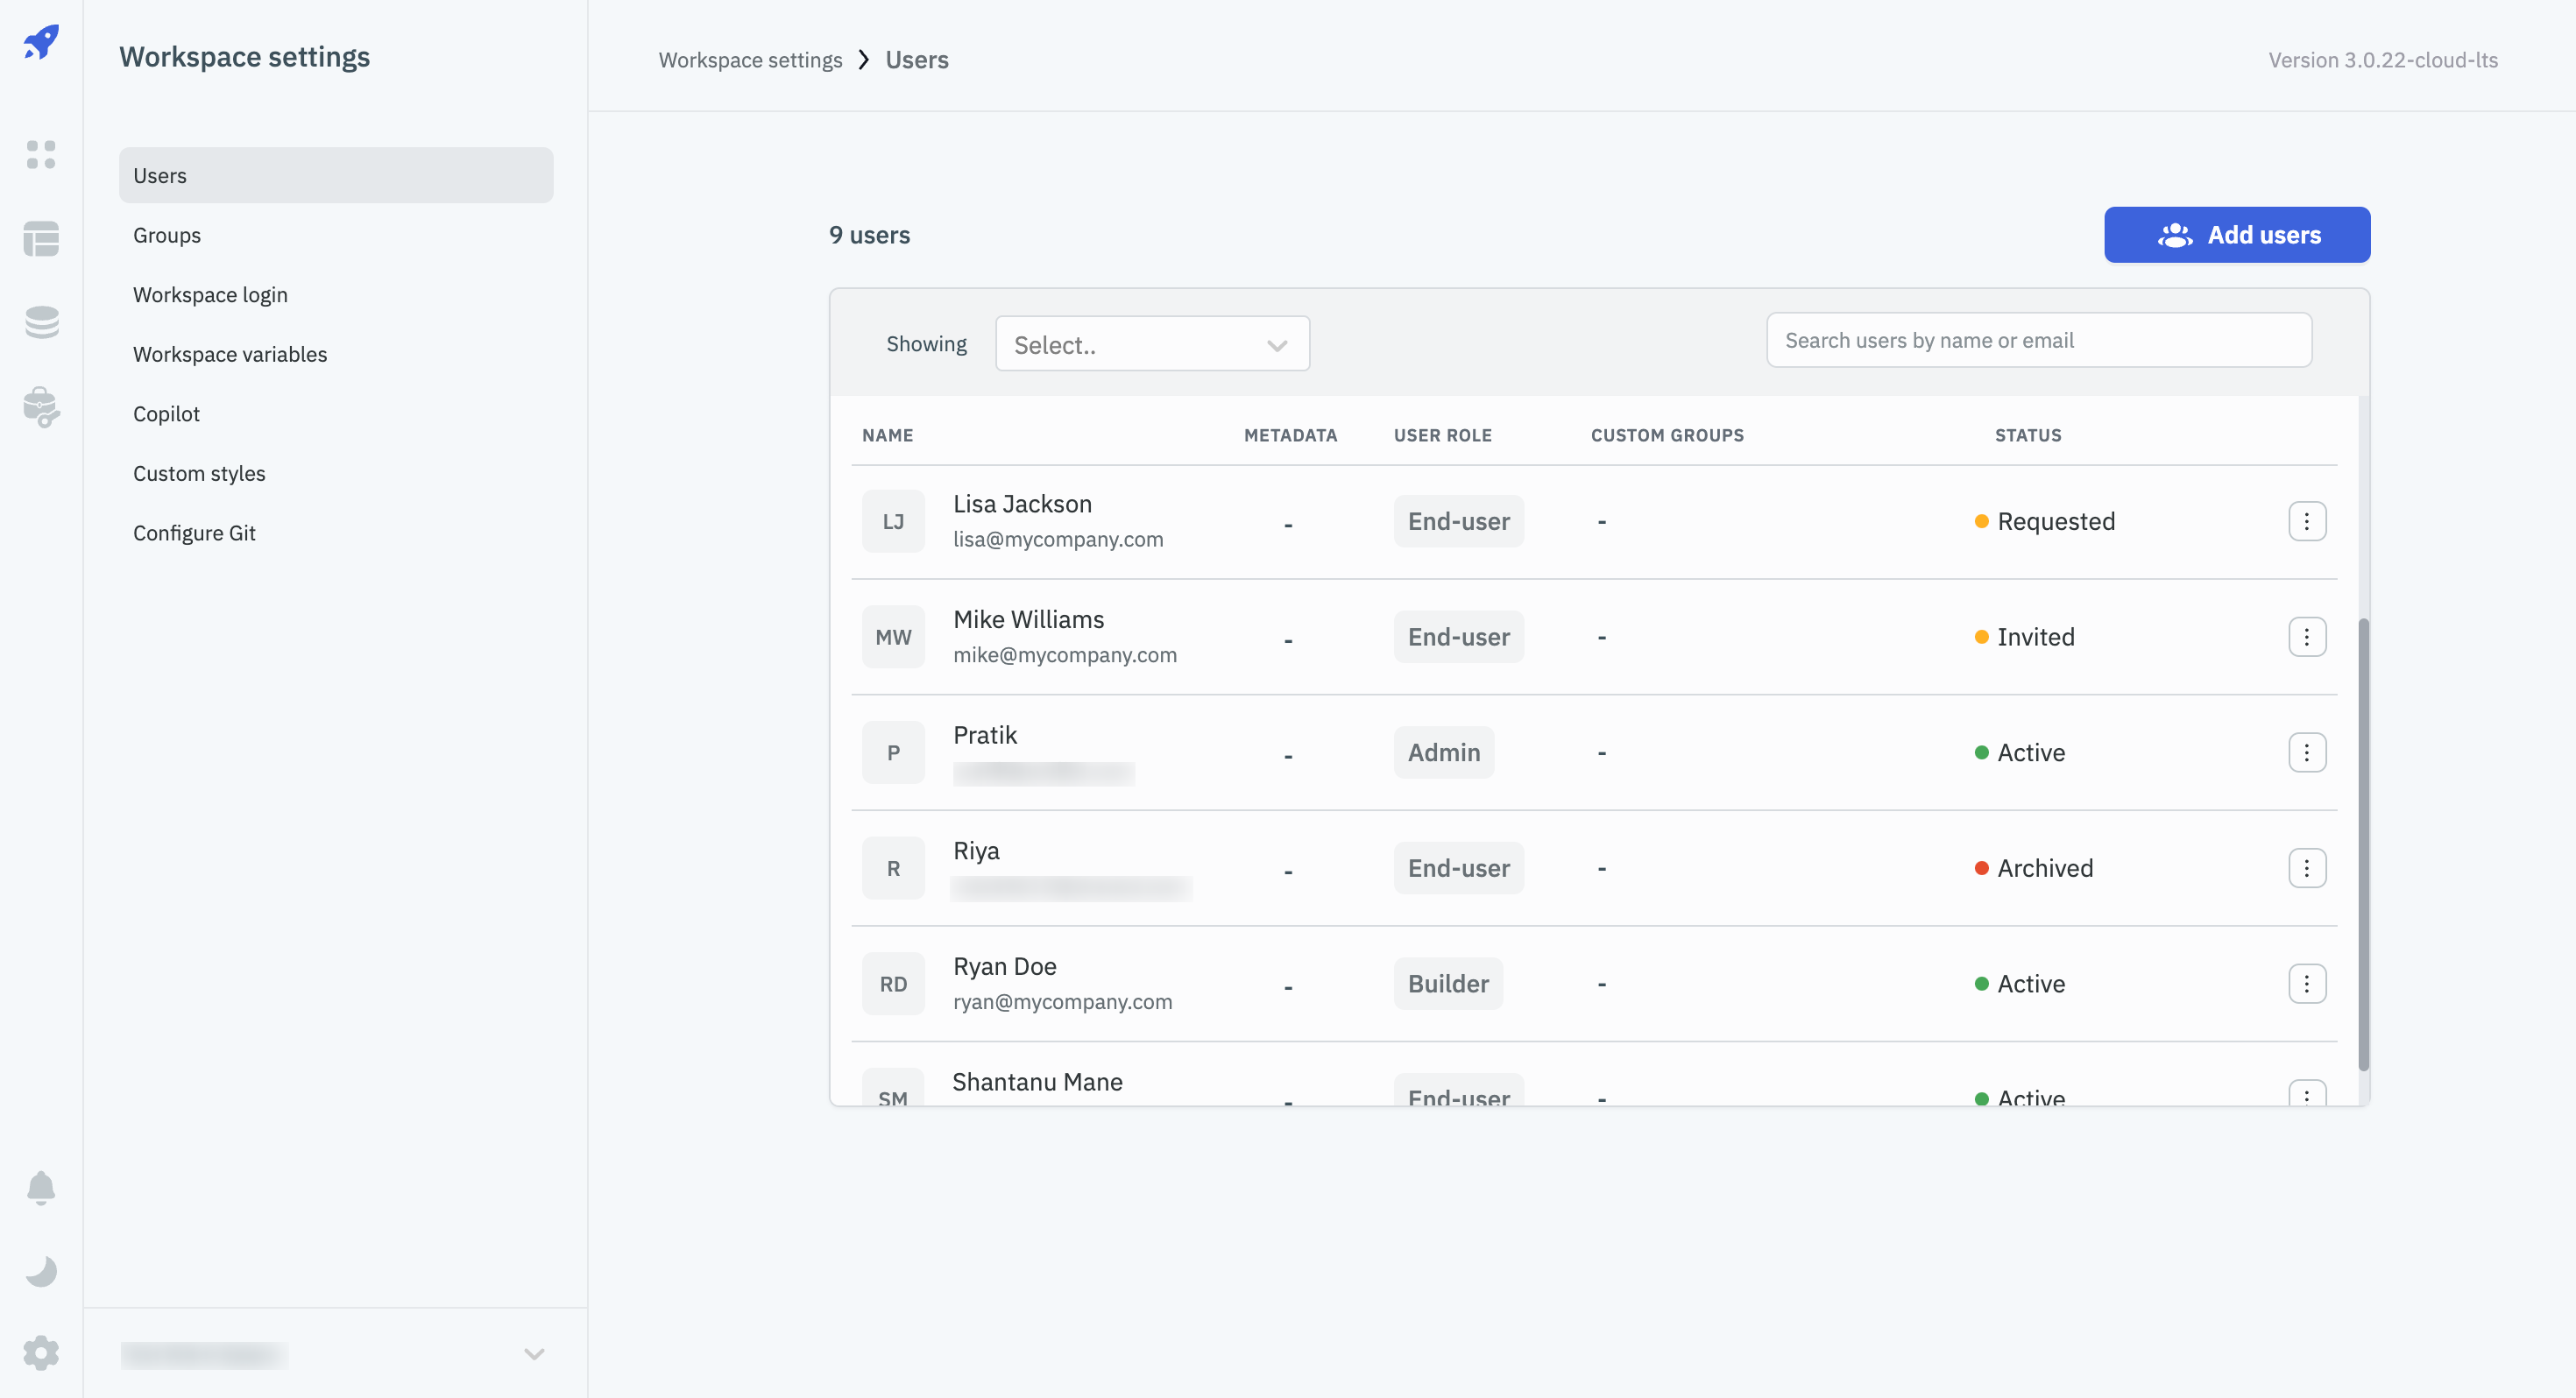 Workspace settings
Users
Groups
Workspace login
Workspace variables
Copilot
Custom styles
Configure Git
Workspace settings Users
Version 3.0.22-cloud-lts
9 users
Add users
Showing Select.. Search users by name or email
NAME METADATA USER ROLE CUSTOM GROUPS STATUS
LJ Lisa Jackson - End-user - Requested
lisa@mycompany.com
MW Mike Williams - End-user - Invited
mike@mycompany.com
P Pratik - Admin - Active
R Riya - End-user - Archived
RD Ryan Doe - Builder - Active
ryan@mycompany.com
SM Shantanu Mane - End-user - Active